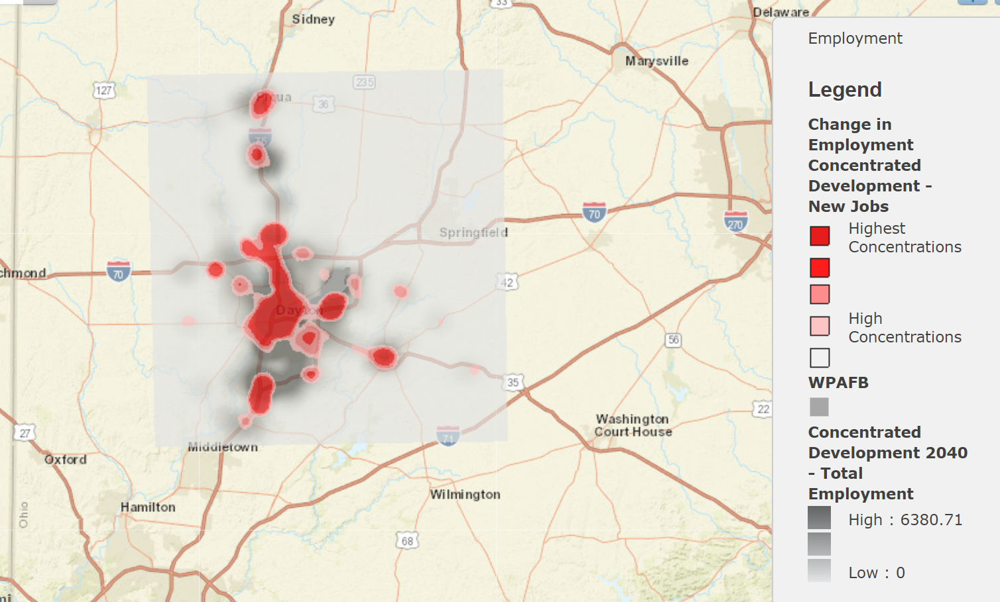 33
Delaware
Sidney
Employment
Marysville
Legend
127
235
Piqua
36
Change in
Employment
Concentrated
Development -
New Jobs
75
70
270
Highest
Concentrations
Springfield
chmond
70
42
Dayton
High
Concentrations
56
35
WPAFB
22
Washington
Court House
27
71
Concentrated
Development 2040
- Total
Employment
Middletown
Oxford
Wilmington
Hamilton
Ohio
High : 6380.71
68
Low : 0
mi